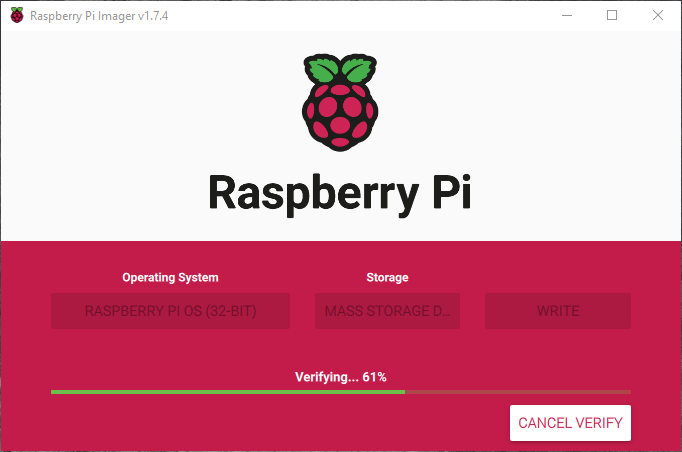 Raspberry Pi Imager v1.7.4
Raspberry Pi
Operating System
Storage
RASPBERRY PI OS (32-BIT)
MASS STORAGE D...
WRITE
Verifying... 61%
CANCEL VERIFY